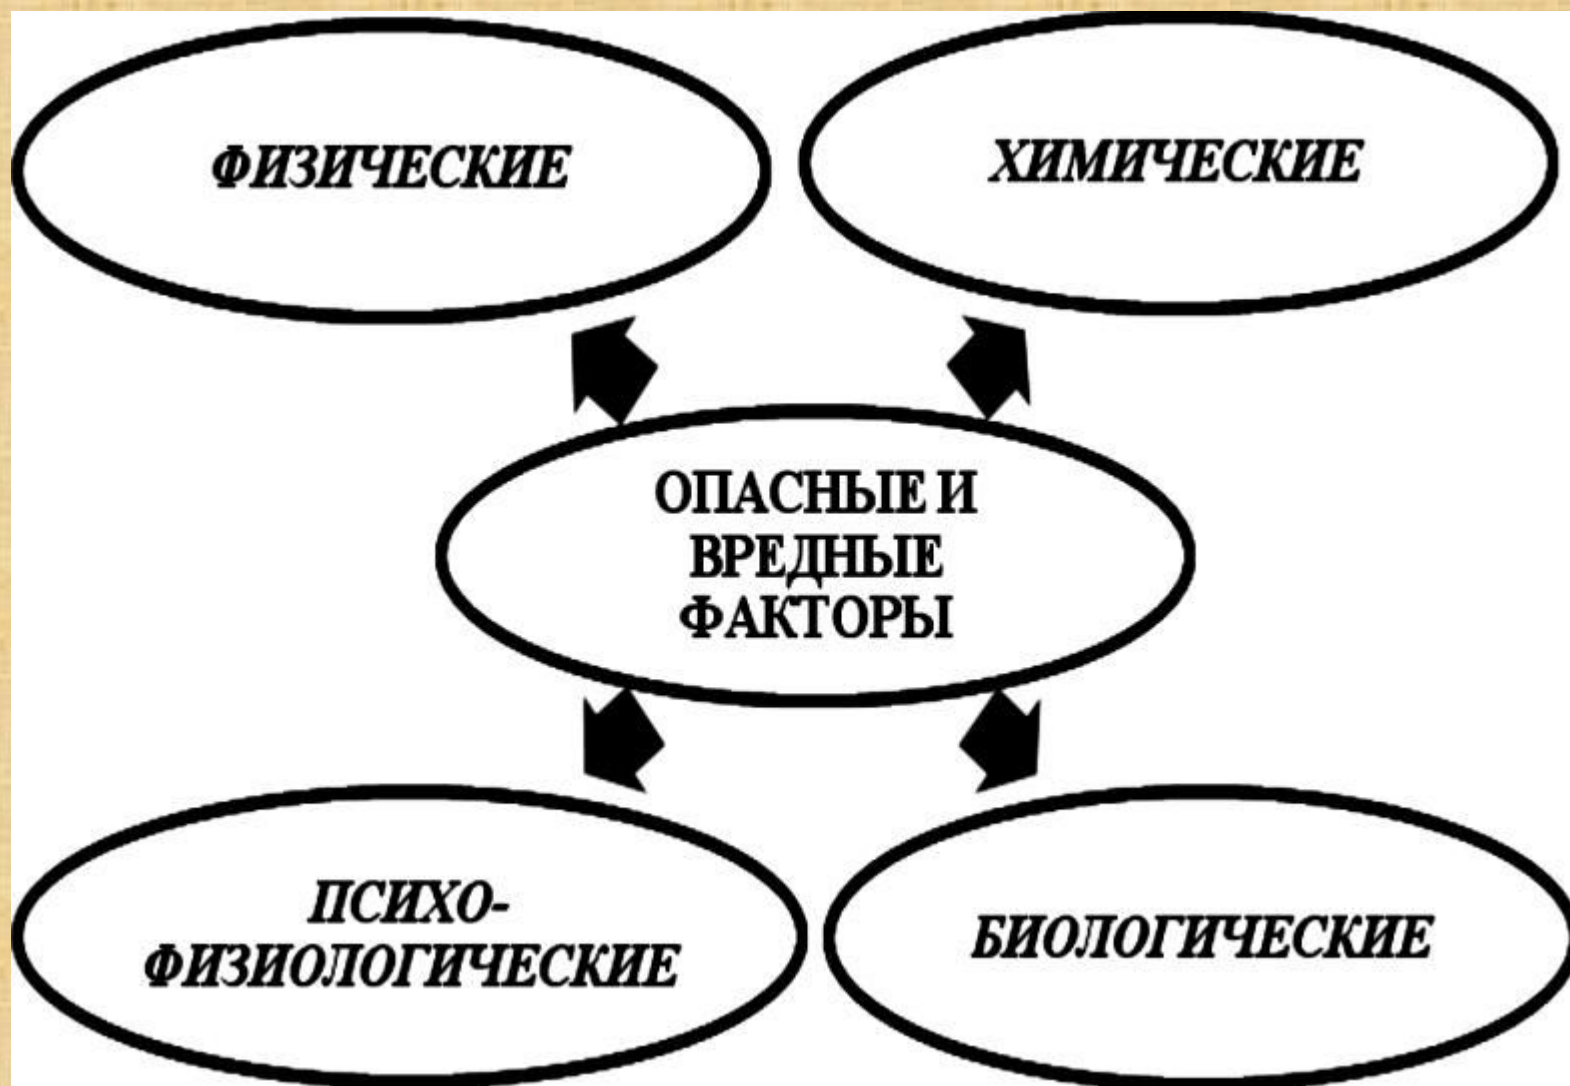 ФИЗИЧЕСКИЕ
ХИМИЧЕСКИЕ
ОПАСНЫЕ И
ВРЕДНЫЕ
ФАКТОРЫ
ПСИХО-
ФИЗИОЛОГИЧЕСКИЕ
БИОЛОГИЧЕСКИЕ